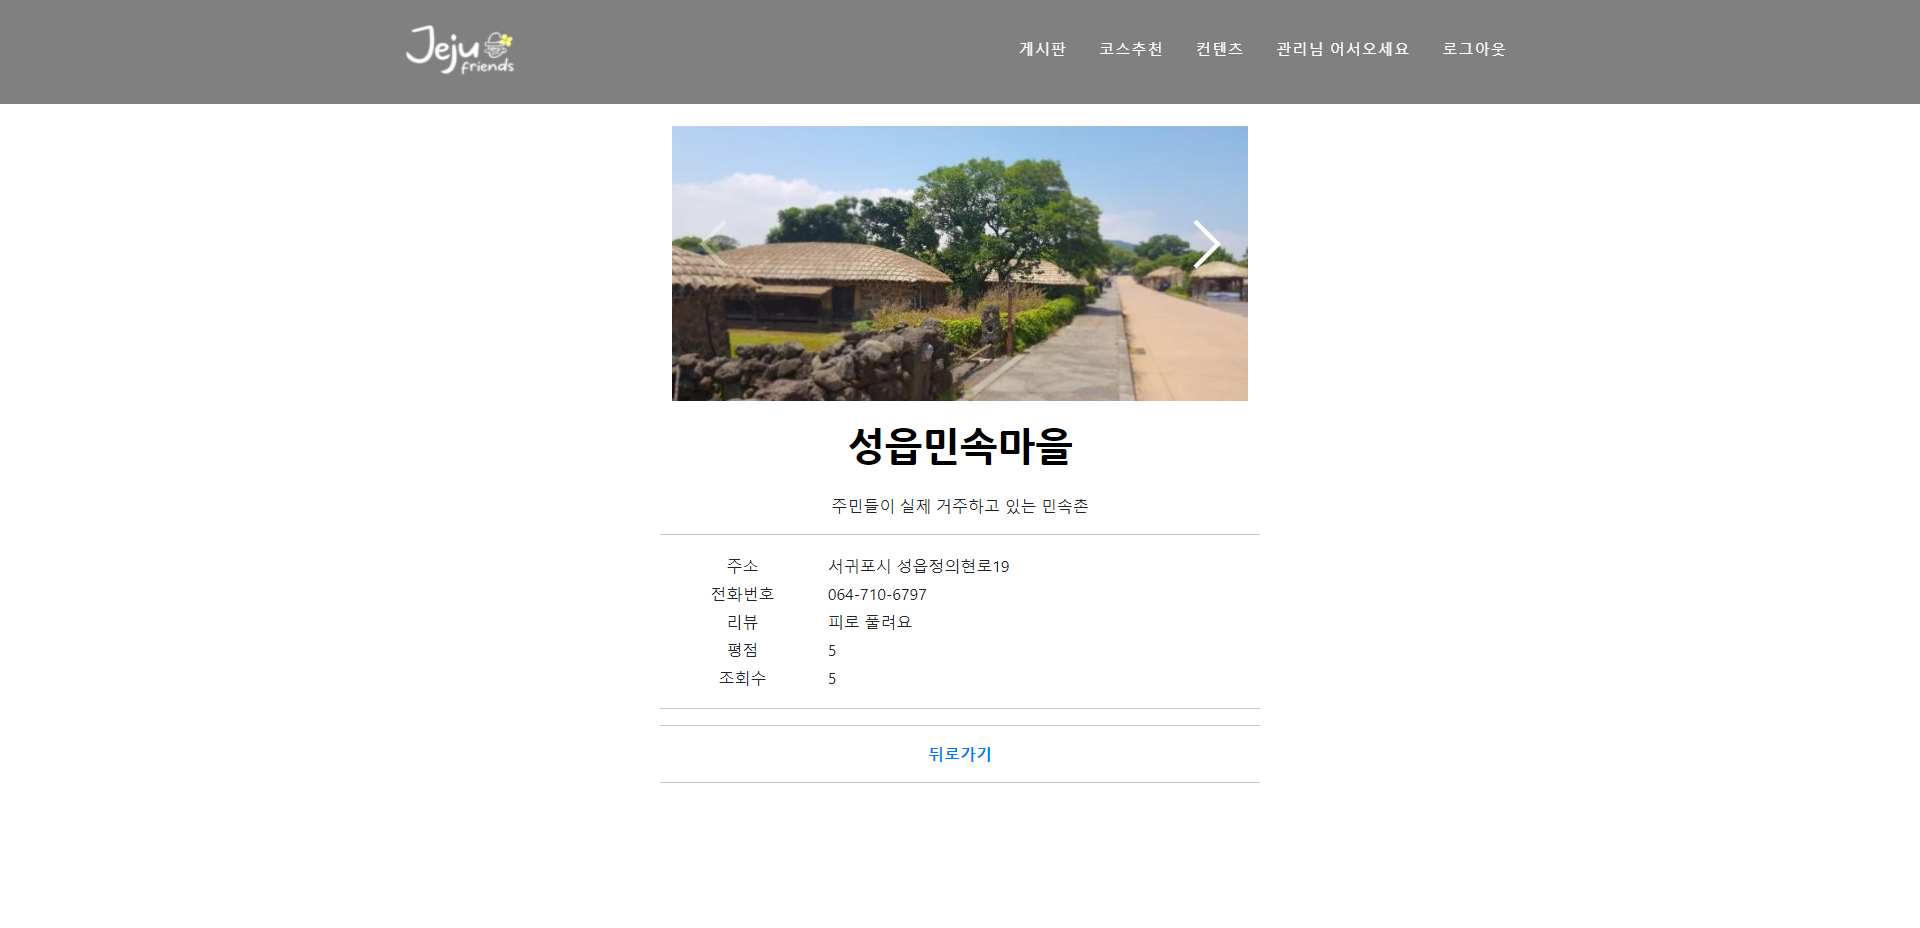 Jeju
friends
게시판 코스추천 컨텐츠 관리님 어서오세요 로그아웃
성읍민속마을
주민들이 실제 거주하고 있는 민속촌
주소 서귀포시 성읍정의현로19
전화번호 064-710-6797
리뷰 피로 풀려요
평점 5
조회수 5
뒤로가기